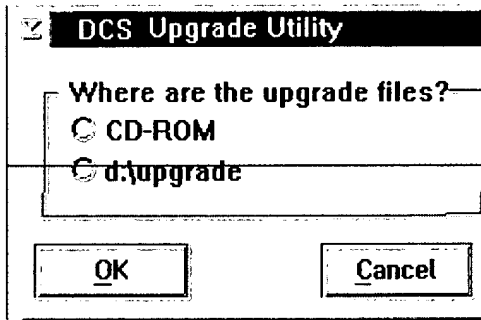 DCS Upgrade Utility
Where are the upgrade files?
CD-ROM
d:\upgrade
OK
Cancel